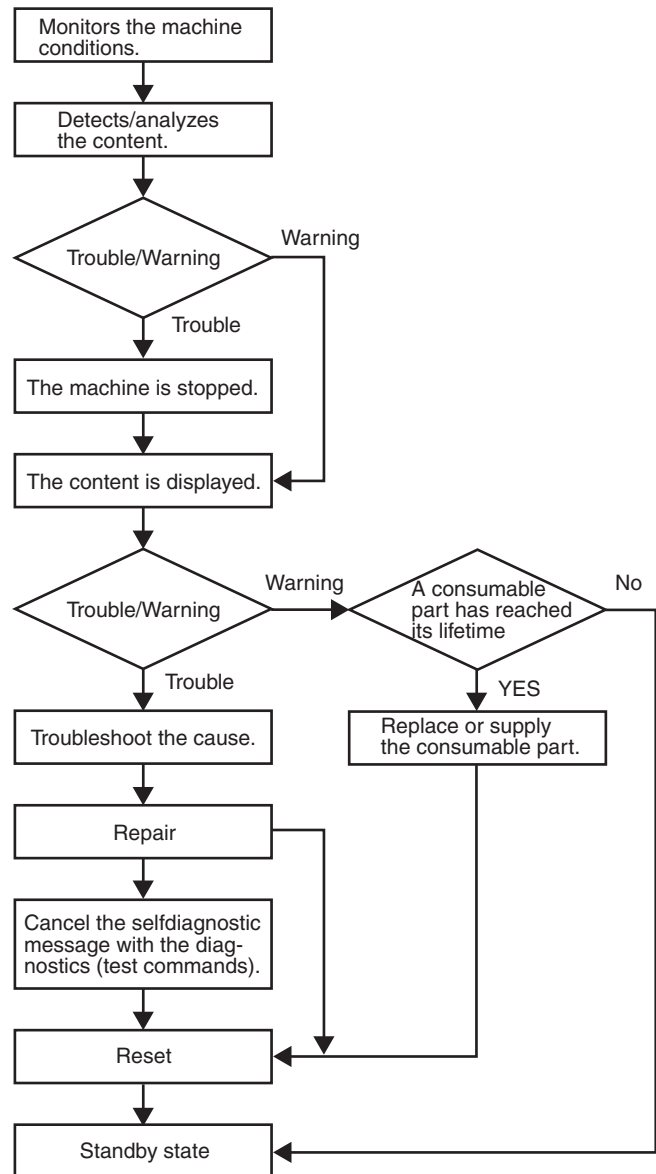 Monitors the machine
conditions.
Detects/analyzes
the content.
Trouble/Warning
Warning
Trouble
The machine is stopped.
The content is displayed.
Trouble/Warning
Warning
A consumable
part has reached
its lifetime
No
Trouble
YES
Troubleshoot the cause.
Replace or supply
the consumable part.
Repair
Cancel the selfdiagnostic
message with the diag-
nostics (test commands).
Reset
Standby state